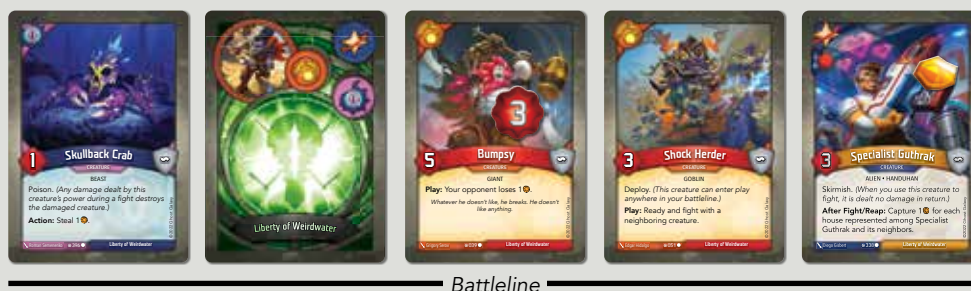 1
Skullback Crab
CREATURE
BEAST
Poison. (Any damage dealt by this
creature's power during a fight destroys
the damaged creature.)
Action: Steal 1
Liberty of Weirdwater
Liberty of Weirdwater
3
5
Bumpsy
CREATURE
GIANT
Play: Your opponent loses 1
Whatever he doesn't like, he breaks. He doesn't
like anything.
Liberty of Weirdwater
3
Shock Herder
CREATURE
GOBLIN
Deploy. (This creature can enter play
anywhere in your battleline.)
Play: Ready and fight with a
neighboring creature.
Liberty of Weirdwater
3
Specialist Guthrak
CREATURE
ALIEN • HANDUHAN
Skirmish. (When you use this creature to
fight, it is dealt no damage in return.)
After Fight/Reap: Capture 1 for each
house represented among Specialist
Guthrak and its neighbors.
Liberty of Weirdwater
Battleline